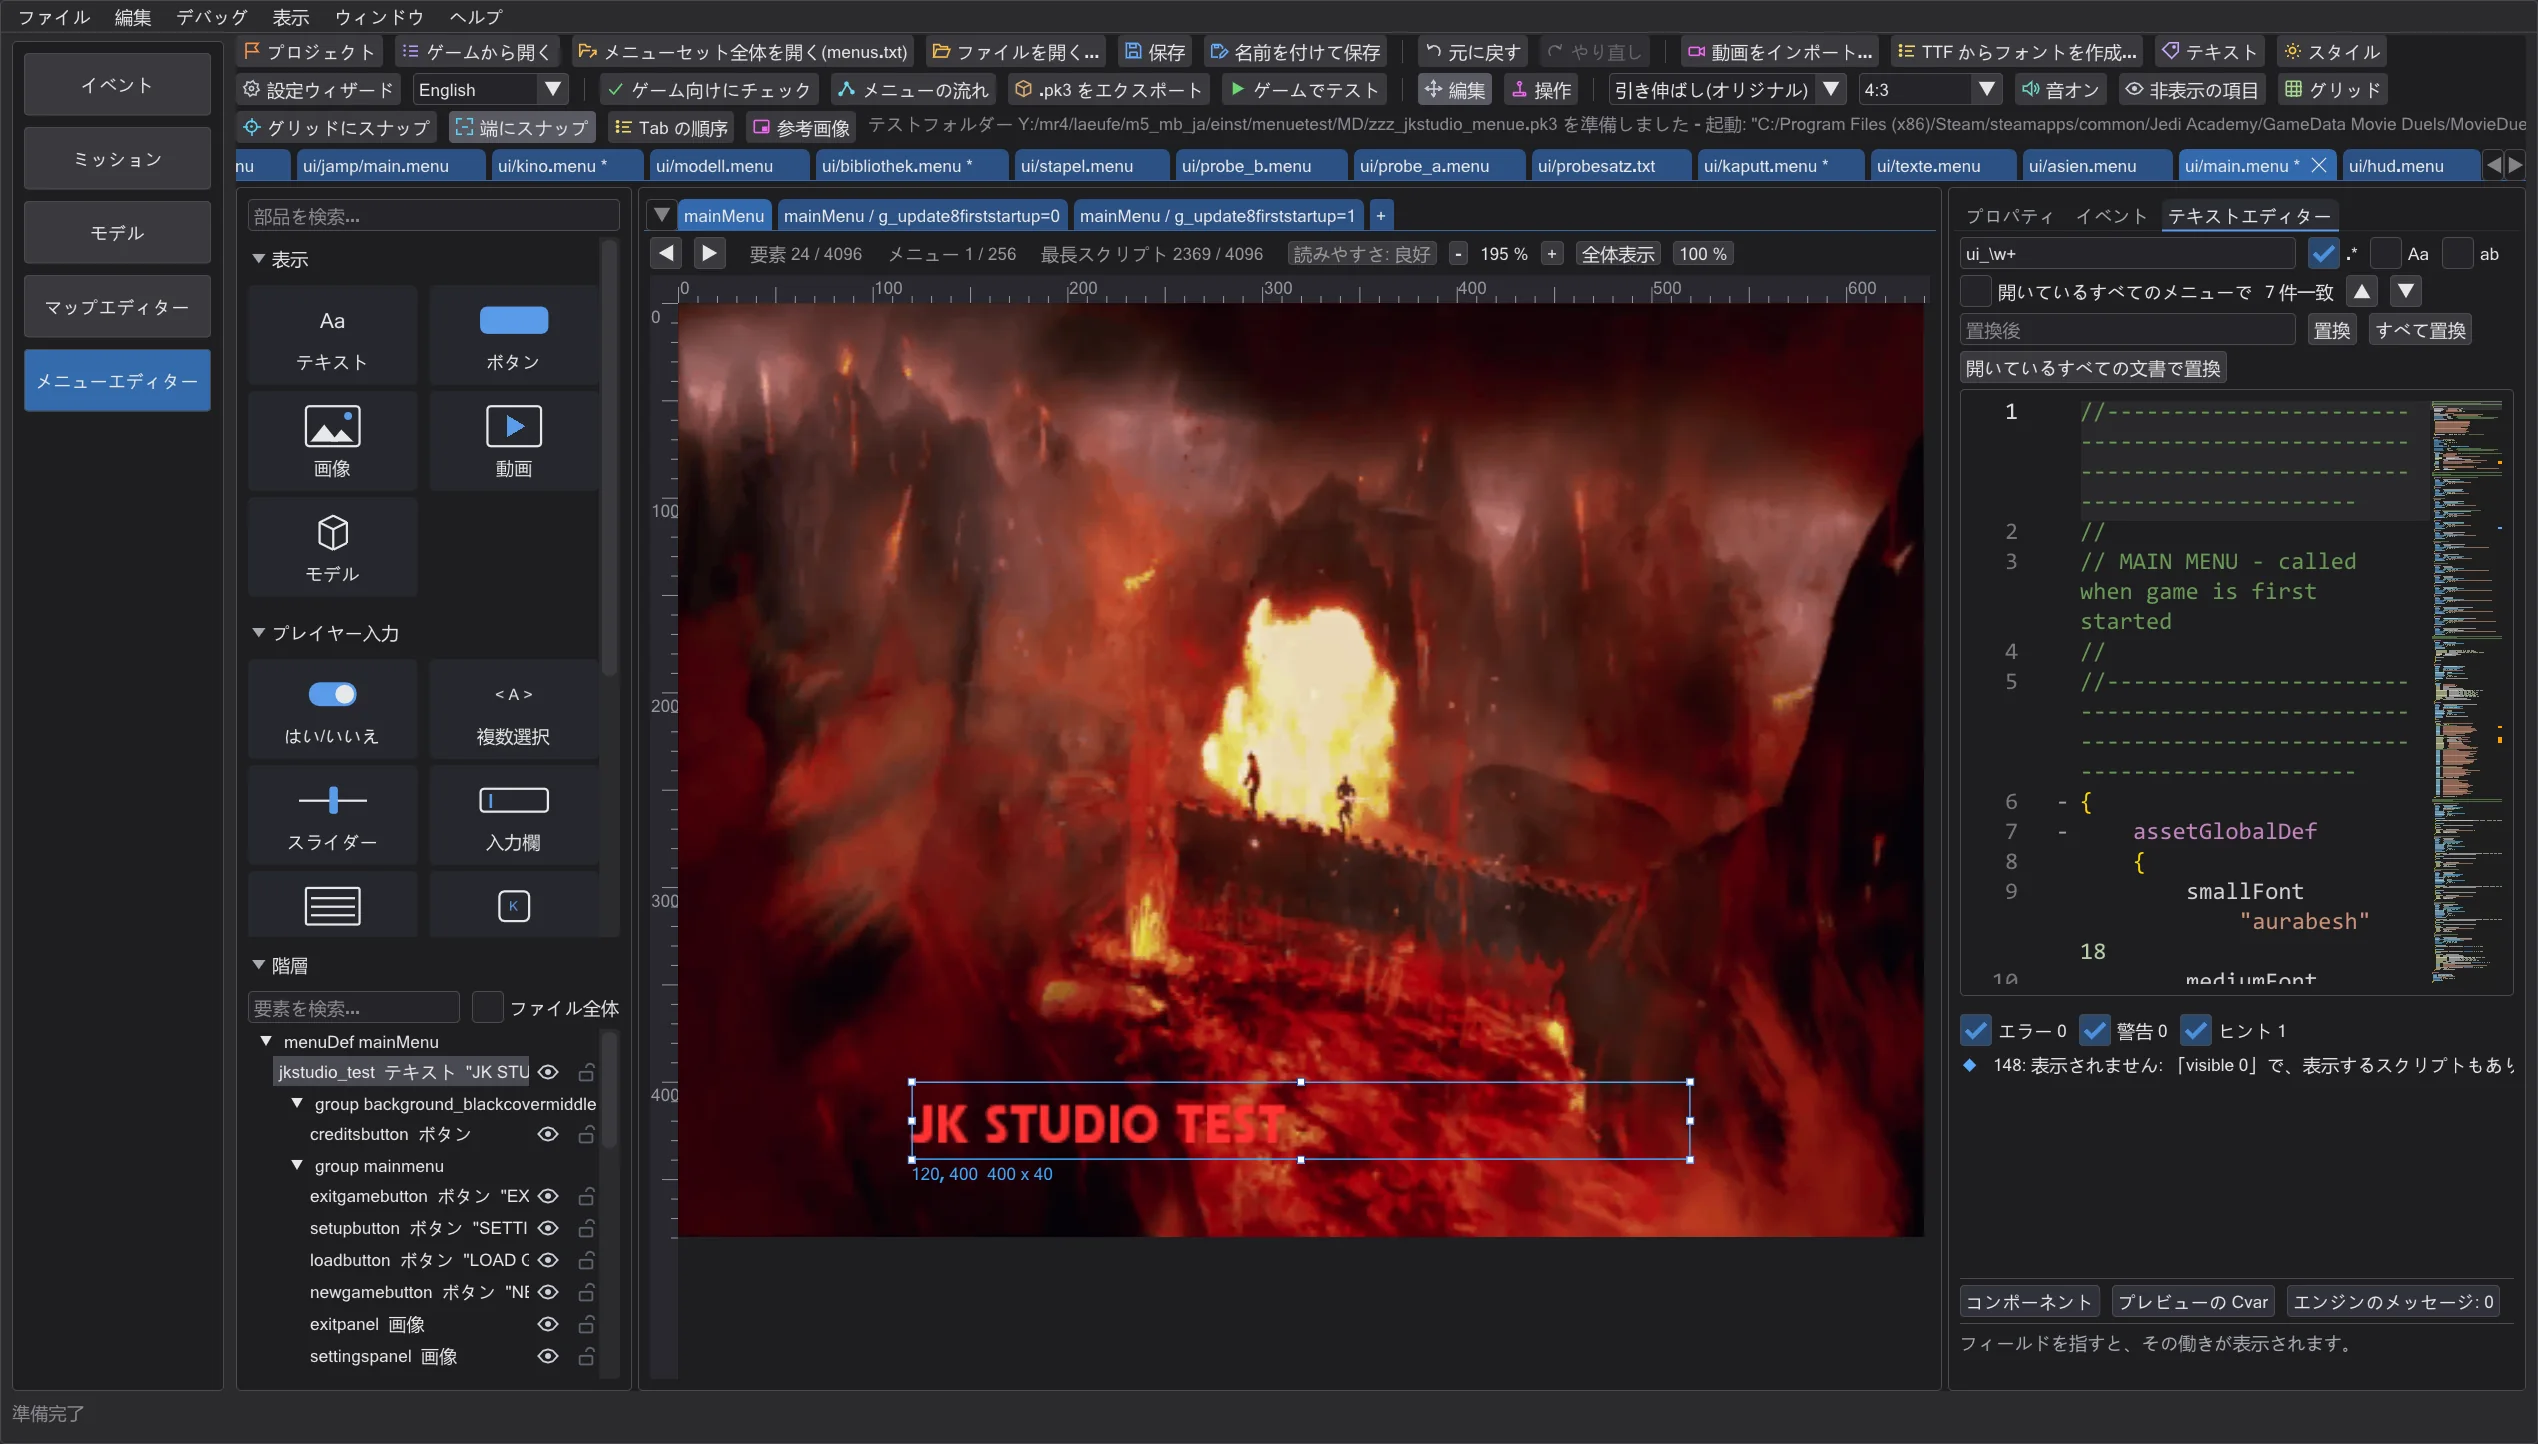 ファイル 編集 デバッグ 表示 ウィンドウ ヘルプ
イベント
ミッション
モデル
マップエディター
メニューエディター
プロジェクト ゲームから開く メニューセット全体を開く(menus.txt) ファイルを開く... 保存 名前を付けて保存 元に戻す やり直し 動画をインポート... TTF からフォントを作成... テキスト スタイル
設定ウィザード English ゲーム向けにチェック メニューの流れ .pk3 をエクスポート ゲームでテスト 編集 操作 引き伸ばし(オリジナル) 4:3 音オン 非表示の項目 グリッド
グリッドにスナップ 端にスナップ Tab の順序 参考画像 テストフォルダー Y:/mr4/laeufe/m5_mb_ja/einst/menuetest/MD/zzz_jkstudio_menue.pk3 を準備しました - 起動: "C:/Program Files (x86)/Steam/steamapps/common/Jedi Academy/GameData Movie Duels/MovieDue
nu ui/jamp/main.menu ui/kino.menu * ui/modell.menu ui/bibliothek.menu * ui/stapel.menu ui/probe_b.menu ui/probe_a.menu ui/probesatz.txt ui/kaputt.menu * ui/texte.menu ui/asien.menu ui/main.menu * ui/hud.menu
部品を検索...
表示
Aa
テキスト ボタン
画像 動画
モデル
プレイヤー入力
< A >
はい/いいえ 複数選択
スライダー 入力欄
K
階層
要素を検索... ファイル全体
menuDef mainMenu
jkstudio_test テキスト "JK STU
group background_blackcovermiddle
creditsbutton ボタン
group mainmenu
exitgamebutton ボタン "EX
setupbutton ボタン "SETTI
loadbutton ボタン "LOAD G
newgamebutton ボタン "NE
exitpanel 画像
settingspanel 画像
mainMenu mainMenu / g_update8firststartup=0 mainMenu / g_update8firststartup=1 +
要素 24 / 4096 メニュー 1 / 256 最長スクリプト 2369 / 4096 読みやすさ: 良好 - 195 % + 全体表示 100 %
0 100 200 300 400 500 600
0
100
200
300
400
JK STUDIO TEST
120, 400 400 x 40
プロパティ イベント テキストエディター
ui_\w+ .* Aa ab
開いているすべてのメニューで 7 件一致
置換後 置換 すべて置換
開いているすべての文書で置換
1 //-----------------------
-------------------------
-------------------------
---------------------
2 //
3 // MAIN MENU - called
when game is first
started
4 //
5 //-----------------------
-------------------------
-------------------------
---------------------
6 - {
7 - assetGlobalDef
8 {
9 smallFont
"aurabesh"
18
10 mediumFont
エラー 0 警告 0 ヒント 1
148: 表示されません: 「visible 0」で、表示するスクリプトもあり
コンポーネント プレビューの Cvar エンジンのメッセージ: 0
フィールドを指すと、その働きが表示されます。
準備完了